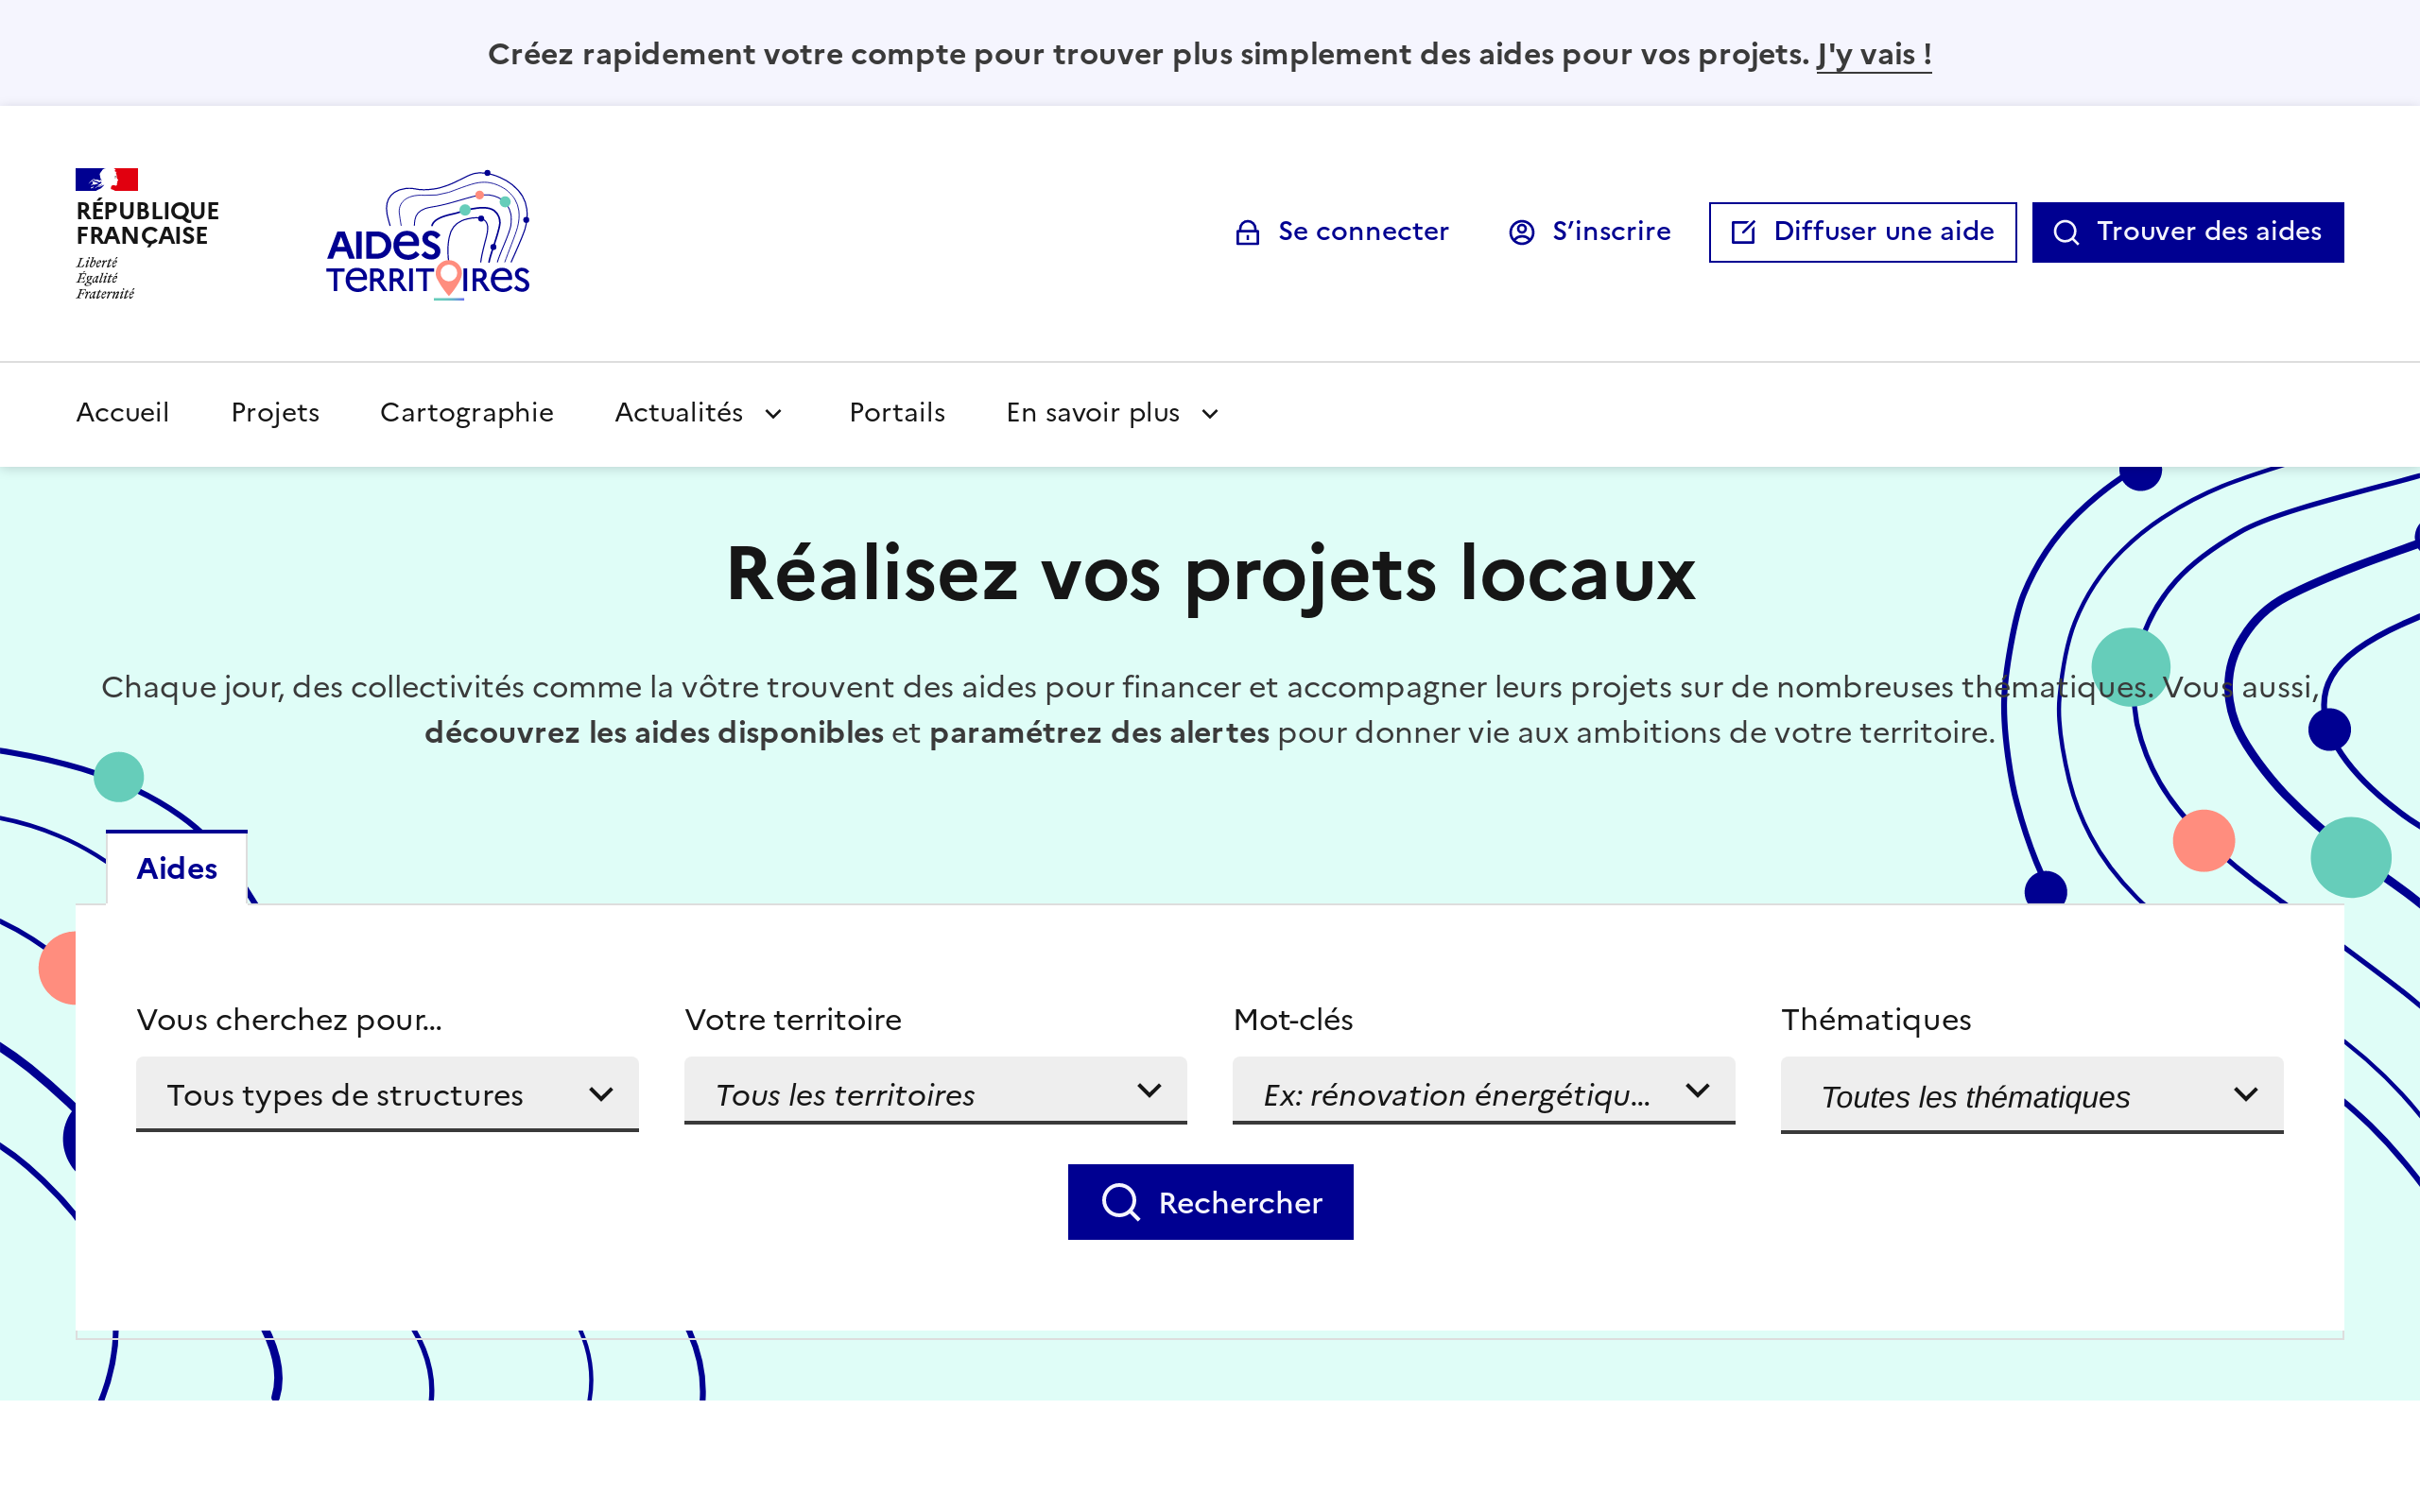 Créez rapidement votre compte pour trouver plus simplement des aides pour vos projets. J'y vais !
RÉPUBLIQUE
FRANÇAISE
Liberté
Égalité
Fraternité
AIDES
TERRITOIRES
Se connecter
S’inscrire
Diffuser une aide
Trouver des aides
Accueil
Projets
Cartographie
Actualités
Portails
En savoir plus
Réalisez vos projets locaux
Chaque jour, des collectivités comme la vôtre trouvent des aides pour financer et accompagner leurs projets sur de nombreuses thématiques. Vous aussi,
découvrez les aides disponibles et paramétrez des alertes pour donner vie aux ambitions de votre territoire.
Aides
Vous cherchez pour...
Votre territoire
Mot-clés
Thématiques
Tous types de structures
Tous les territoires
Ex: rénovation énergétiqu...
Toutes les thématiques
Rechercher